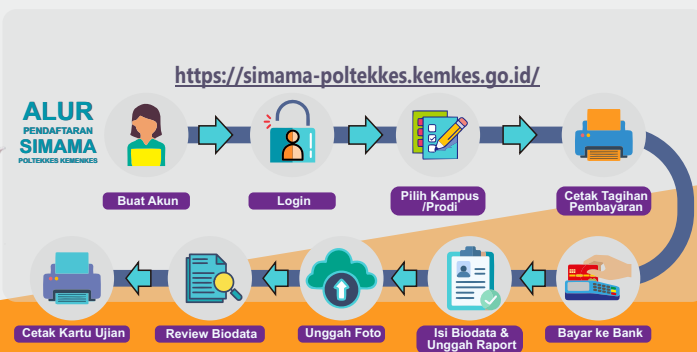 https://simama-poltekkes.kemkes.go.id/
ALUR
PENDAFTARAN
SIMAMA
POLTEKKES KEMENKES
Buat Akun
Login
Pilih Kampus
/Prodi
Cetak Tagihan
Pembayaran
Cetak Kartu Ujian
Review Biodata
Unggah Foto
Isi Biodata &
Unggah Raport
Bayar ke Bank